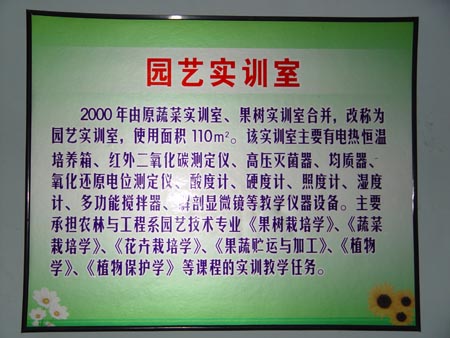 园艺实训室
2000年由原蔬菜实训室、果树实训室合并，改称为
园艺实训室，使用面积110m²。该实训室主要有电热恒温
培养箱、红外二氧化碳测定仪、高压灭菌器、均质器、
氧化还原电位测定仪、酸度计、硬度计、照度计、湿度
计、多功能搅拌器、解剖显微镜等教学仪器设备。主要
承担农林与工程系园艺技术专业《果树栽培学》、《蔬菜
栽培学》、《花卉栽培学》、《果蔬贮运与加工》、《植物
学》、《植物保护学》等课程的实训教学任务。